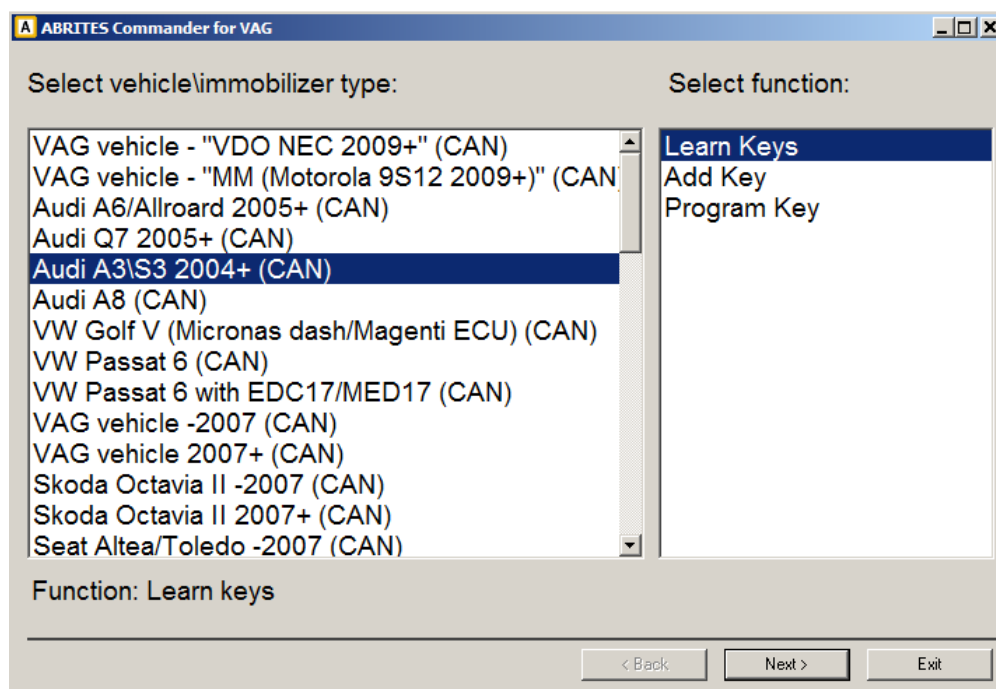 ABRITES Commander for VAG
Select vehicle\immobilizer type:
Select function:
VAG vehicle - "VDO NEC 2009+" (CAN)
VAG vehicle - "MM (Motorola 9S12 2009+)" (CAN)
Audi A6/Allroard 2005+ (CAN)
Audi Q7 2005+ (CAN)
Audi A3\S3 2004+ (CAN)
Audi A8 (CAN)
VW Golf V (Micronas dash/Magenti ECU) (CAN)
VW Passat 6 (CAN)
VW Passat 6 with EDC17/MED17 (CAN)
VAG vehicle -2007 (CAN)
VAG vehicle 2007+ (CAN)
Skoda Octavia II -2007 (CAN)
Skoda Octavia II 2007+ (CAN)
Seat Altea/Toledo -2007 (CAN)
Learn Keys
Add Key
Program Key
Function: Learn keys
< Back
Next >
Exit